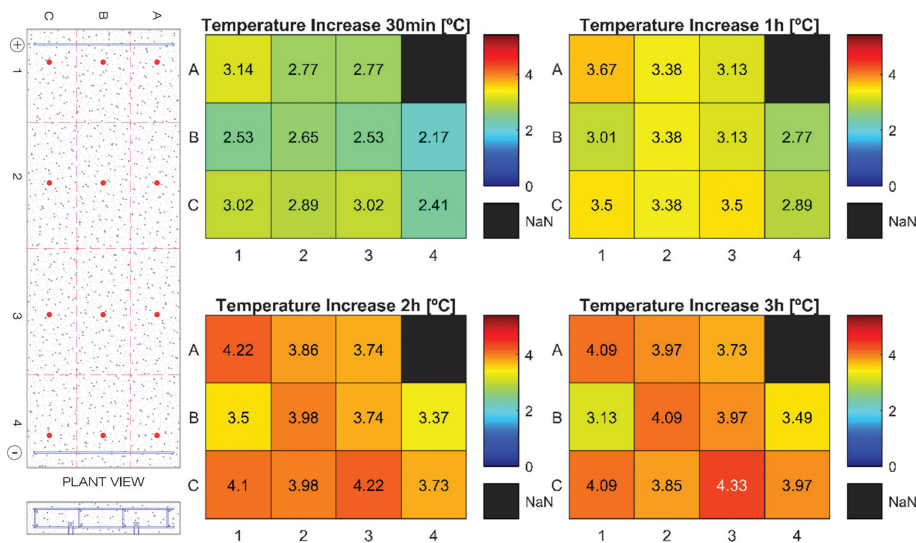 C B A
+
1
2
3
4
-
PLANT VIEW
Temperature Increase 30min [ºC]
A 3.14 2.77 2.77
B 2.53 2.65 2.53 2.17
C 3.02 2.89 3.02 2.41
1 2 3 4
4
2
0
NaN
Temperature Increase 1h [ºC]
A 3.67 3.38 3.13
B 3.01 3.38 3.13 2.77
C 3.5 3.38 3.5 2.89
1 2 3 4
4
2
0
NaN
Temperature Increase 2h [ºC]
A 4.22 3.86 3.74
B 3.5 3.98 3.74 3.37
C 4.1 3.98 4.22 3.73
1 2 3 4
4
2
0
NaN
Temperature Increase 3h [ºC]
A 4.09 3.97 3.73
B 3.13 4.09 3.97 3.49
C 4.09 3.85 4.33 3.97
1 2 3 4
4
2
0
NaN